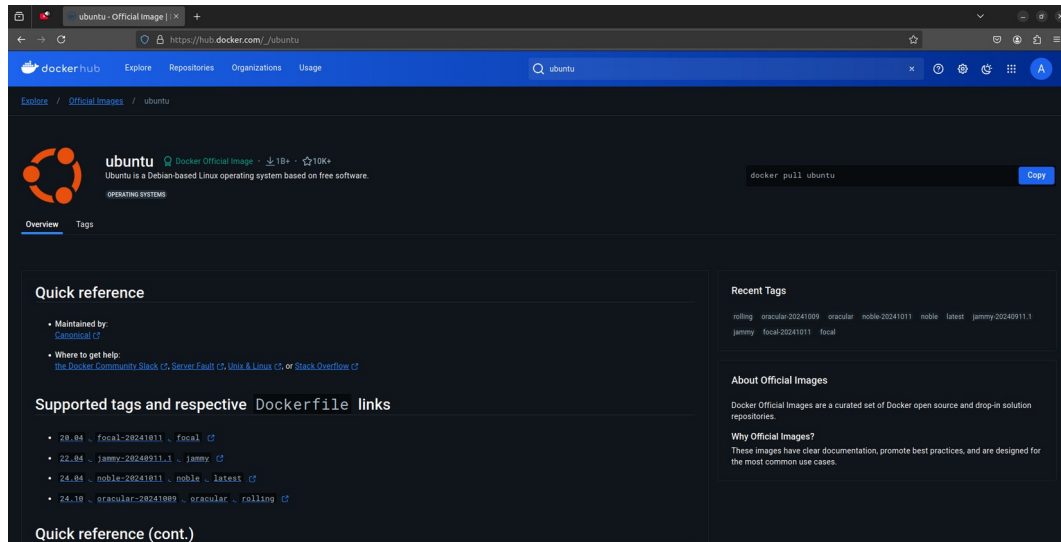 ubuntu - Official Image |
https://hub.docker.com/_/ubuntu
dockerhub Explore Repositories Organizations Usage ubuntu A
Explore / Official Images / ubuntu
ubuntu Docker Official Image · 1B+ · 10K+
Ubuntu is a Debian-based Linux operating system based on free software.
OPERATING SYSTEMS
docker pull ubuntu Copy
Overview Tags
Quick reference
• Maintained by:
Canonical
• Where to get help:
the Docker Community Slack, Server Fault, Unix & Linux, or Stack Overflow
Supported tags and respective Dockerfile links
• 20.04, focal-20241011, focal
• 22.04, jammy-20240911.1, jammy
• 24.04, noble-20241011, noble, latest
• 24.10, oracular-20241009, oracular, rolling
Quick reference (cont.)
Recent Tags
rolling oracular-20241009 oracular noble-20241011 noble latest jammy-20240911.1
jammy focal-20241011 focal
About Official Images
Docker Official Images are a curated set of Docker open source and drop-in solution
repositories.
Why Official Images?
These images have clear documentation, promote best practices, and are designed for
the most common use cases.